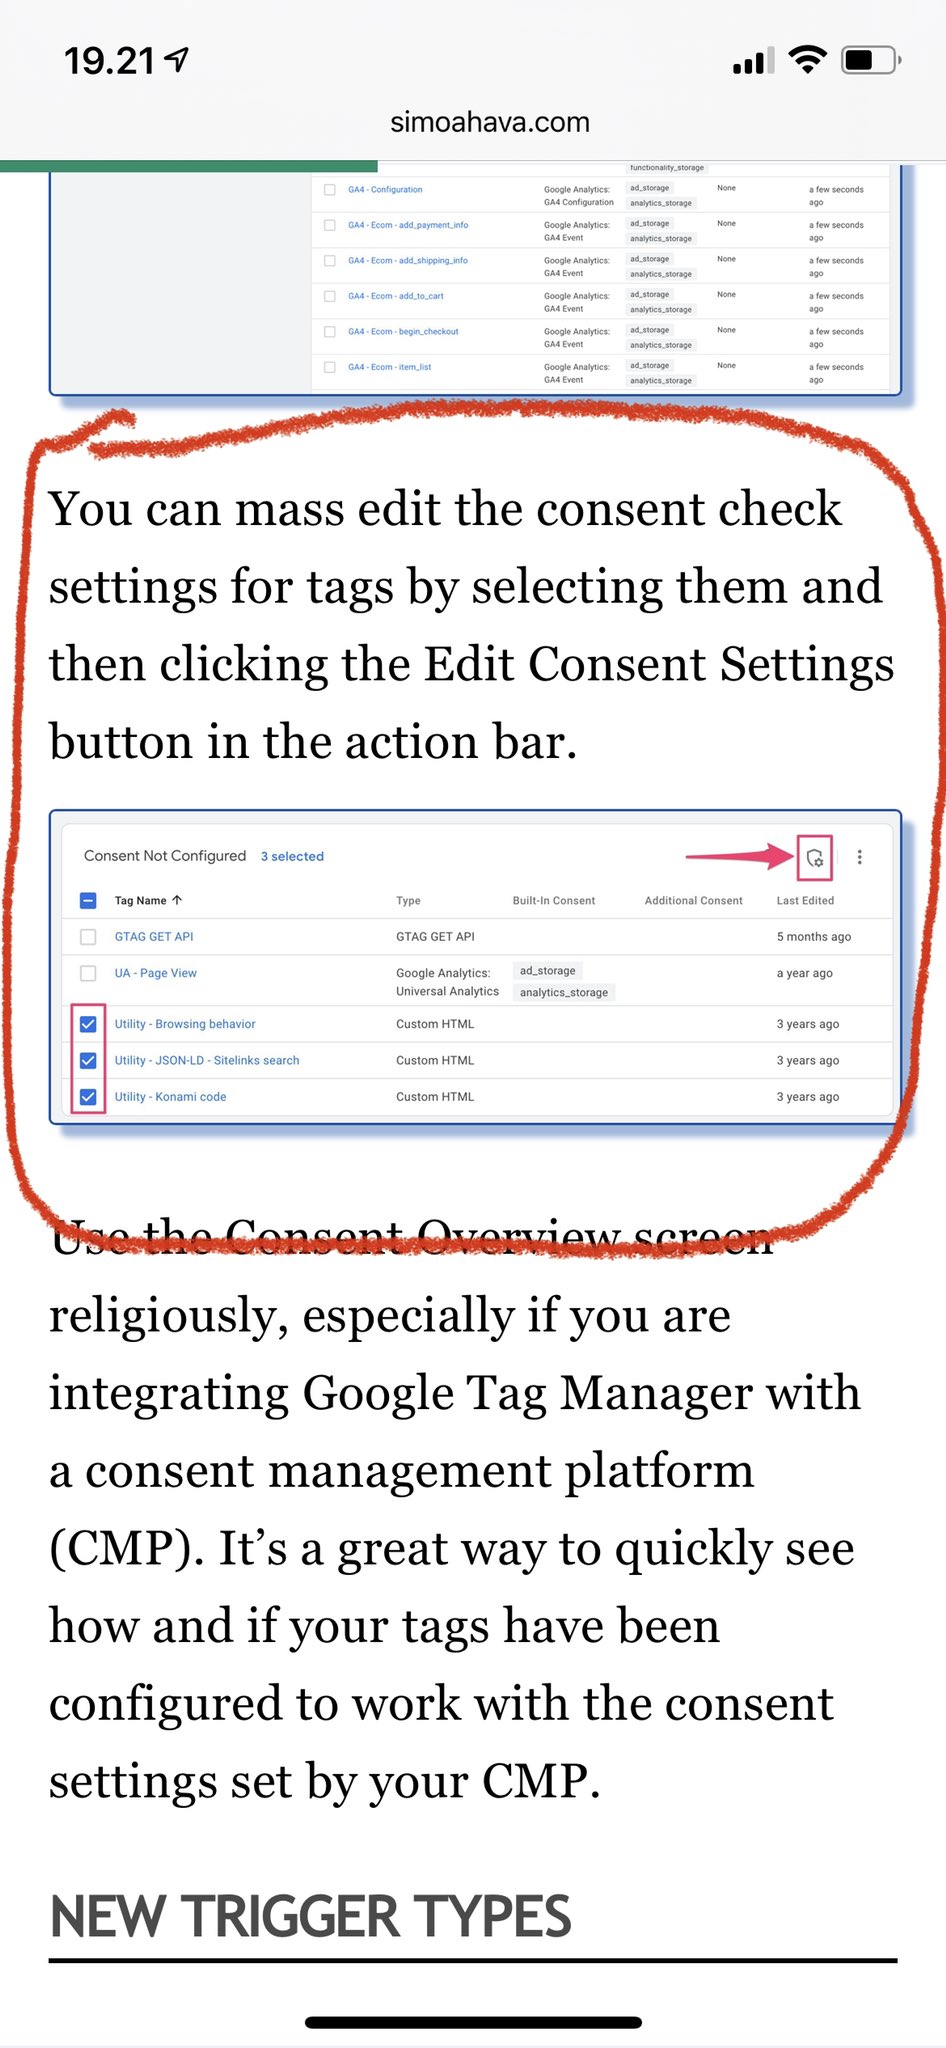 19.21
simoahava.com
functionality_storage
GA4 - Configuration Google Analytics: GA4 Configuration ad_storage analytics_storage None a few seconds ago
GA4 - Ecom - add_payment_info Google Analytics: GA4 Event ad_storage analytics_storage None a few seconds ago
GA4 - Ecom - add_shipping_info Google Analytics: GA4 Event ad_storage analytics_storage None a few seconds ago
GA4 - Ecom - add_to_cart Google Analytics: GA4 Event ad_storage analytics_storage None a few seconds ago
GA4 - Ecom - begin_checkout Google Analytics: GA4 Event ad_storage analytics_storage None a few seconds ago
GA4 - Ecom - item_list Google Analytics: GA4 Event ad_storage analytics_storage None a few seconds ago
You can mass edit the consent check
settings for tags by selecting them and
then clicking the Edit Consent Settings
button in the action bar.
Consent Not Configured 3 selected
Tag Name ↑ Type Built-In Consent Additional Consent Last Edited
GTAG GET API GTAG GET API 5 months ago
UA - Page View Google Analytics: Universal Analytics ad_storage analytics_storage a year ago
Utility - Browsing behavior Custom HTML 3 years ago
Utility - JSON-LD - Sitelinks search Custom HTML 3 years ago
Utility - Konami code Custom HTML 3 years ago
Use the Consent Overview screen
religiously, especially if you are
integrating Google Tag Manager with
a consent management platform
(CMP). It’s a great way to quickly see
how and if your tags have been
configured to work with the consent
settings set by your CMP.
NEW TRIGGER TYPES